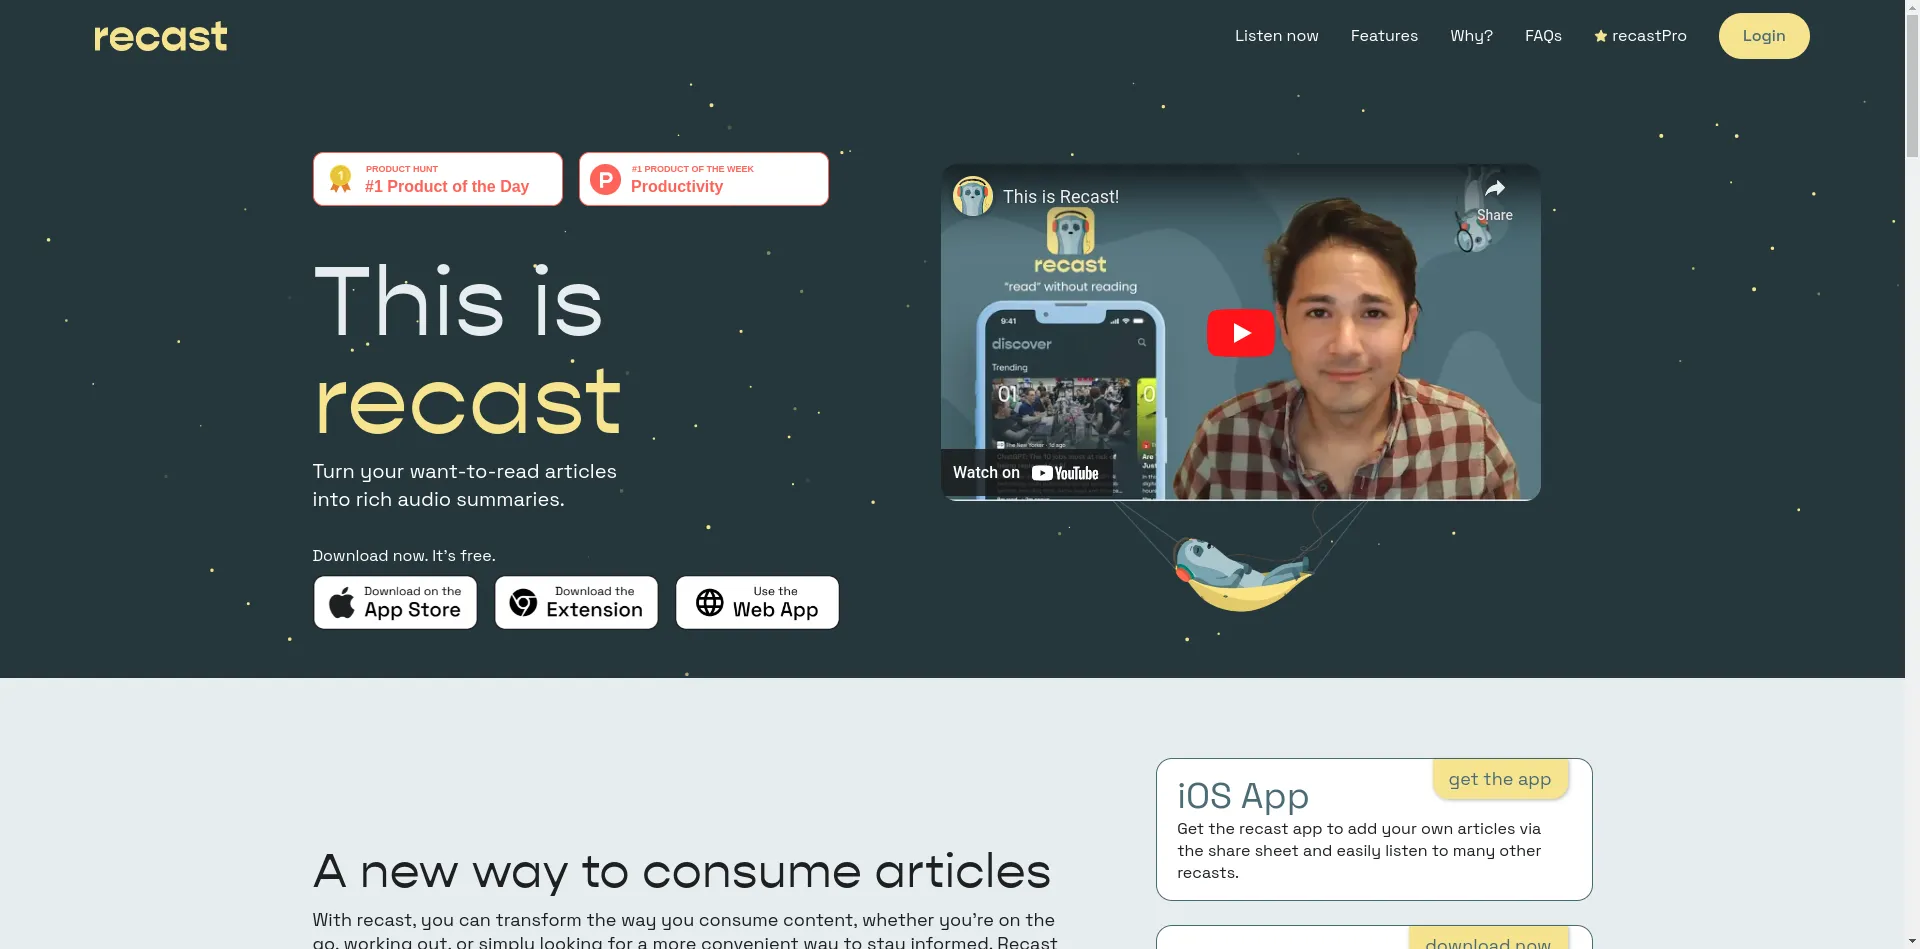 recast
Listen now
Features
Why?
FAQs
recastPro
Login
PRODUCT HUNT
#1 Product of the Day
#1 PRODUCT OF THE WEEK
Productivity
This is
recast
Turn your want-to-read articles
into rich audio summaries.
Download now. It's free.
Download on the
App Store
Download the
Extension
Use the
Web App
This is Recast!
Share
recast
"read" without reading
9:41
discover
Trending
01
0
The New Yorker · 1d ago
Watch on YouTube
A new way to consume articles
With recast, you can transform the way you consume content, whether you're on the
go, working out, or simply looking for a more convenient way to stay informed. Recast
iOS App
get the app
Get the recast app to add your own articles via
the share sheet and easily listen to many other
recasts.
download now